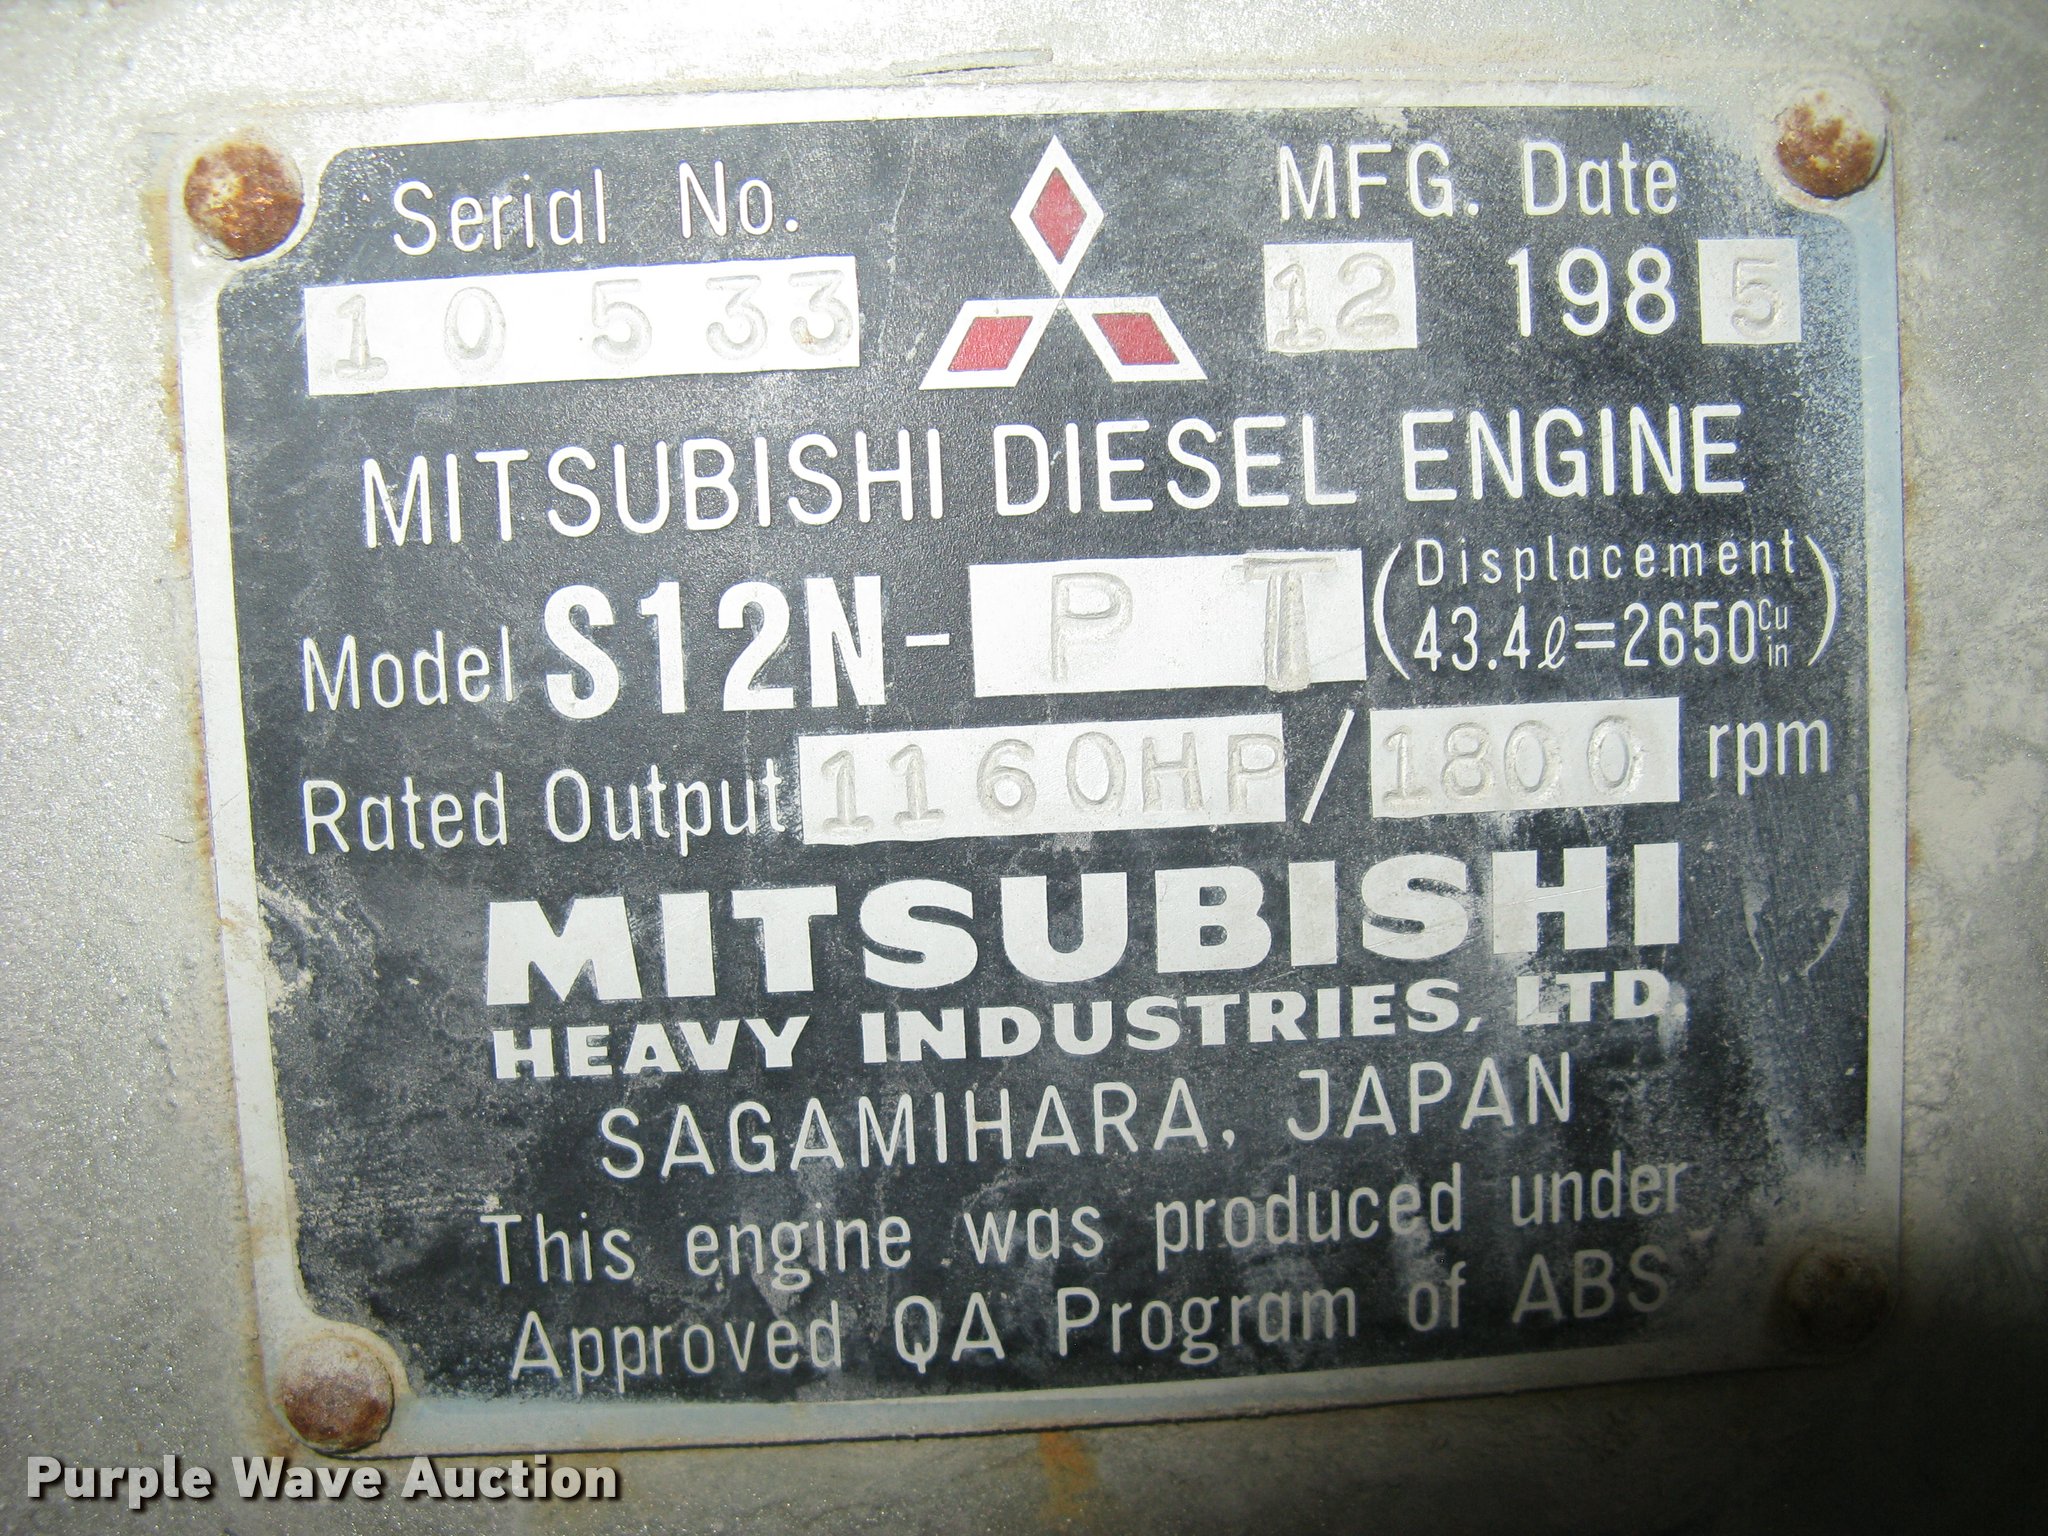 Serial No.
10533
MFG. Date
12 1985
MITSUBISHI DIESEL ENGINE
Model S12N-PT (Displacement 43.4ℓ=2650 Cu in)
Rated Output 1160HP/1800 rpm
MITSUBISHI
HEAVY INDUSTRIES, LTD.
SAGAMIHARA, JAPAN
This engine was produced under
Approved QA Program of ABS
Purple Wave Auction